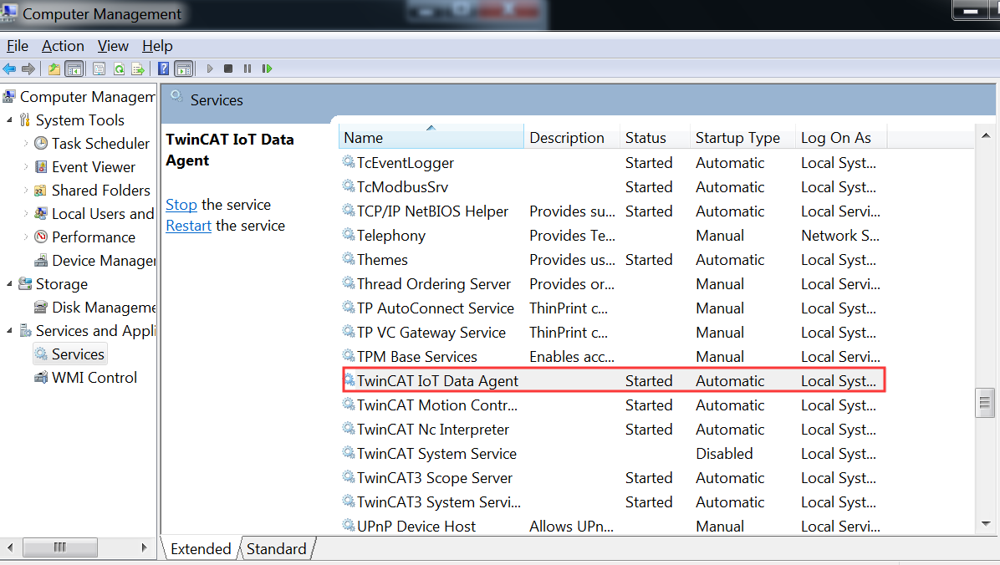 Computer Management
File Action View Help
Computer Managem
System Tools
Task Scheduler
Event Viewer
Shared Folders
Local Users and
Performance
Device Manager
Storage
Disk Manageme
Services and Appli
Services
WMI Control
Services
TwinCAT IoT Data
Agent
Stop the service
Restart the service
Name Description Status Startup Type Log On As
TcEventLogger Started Automatic Local Syst...
TcModbusSrv Started Automatic Local Syst...
TCP/IP NetBIOS Helper Provides su... Started Automatic Local Servi...
Telephony Provides Te... Manual Network S...
Themes Provides us... Started Automatic Local Syst...
Thread Ordering Server Provides or... Manual Local Servi...
TP AutoConnect Service ThinPrint c... Manual Local Syst...
TP VC Gateway Service ThinPrint c... Manual Local Syst...
TPM Base Services Enables acc... Manual Local Servi...
TwinCAT IoT Data Agent Started Automatic Local Syst...
TwinCAT Motion Contr... Started Automatic Local Syst...
TwinCAT Nc Interpreter Started Automatic Local Syst...
TwinCAT System Service Disabled Local Syst...
TwinCAT3 Scope Server Started Automatic Local Syst...
TwinCAT3 System Servi... Started Automatic Local Syst...
UPnP Device Host Allows UPn... Manual Local Servi...
Extended Standard